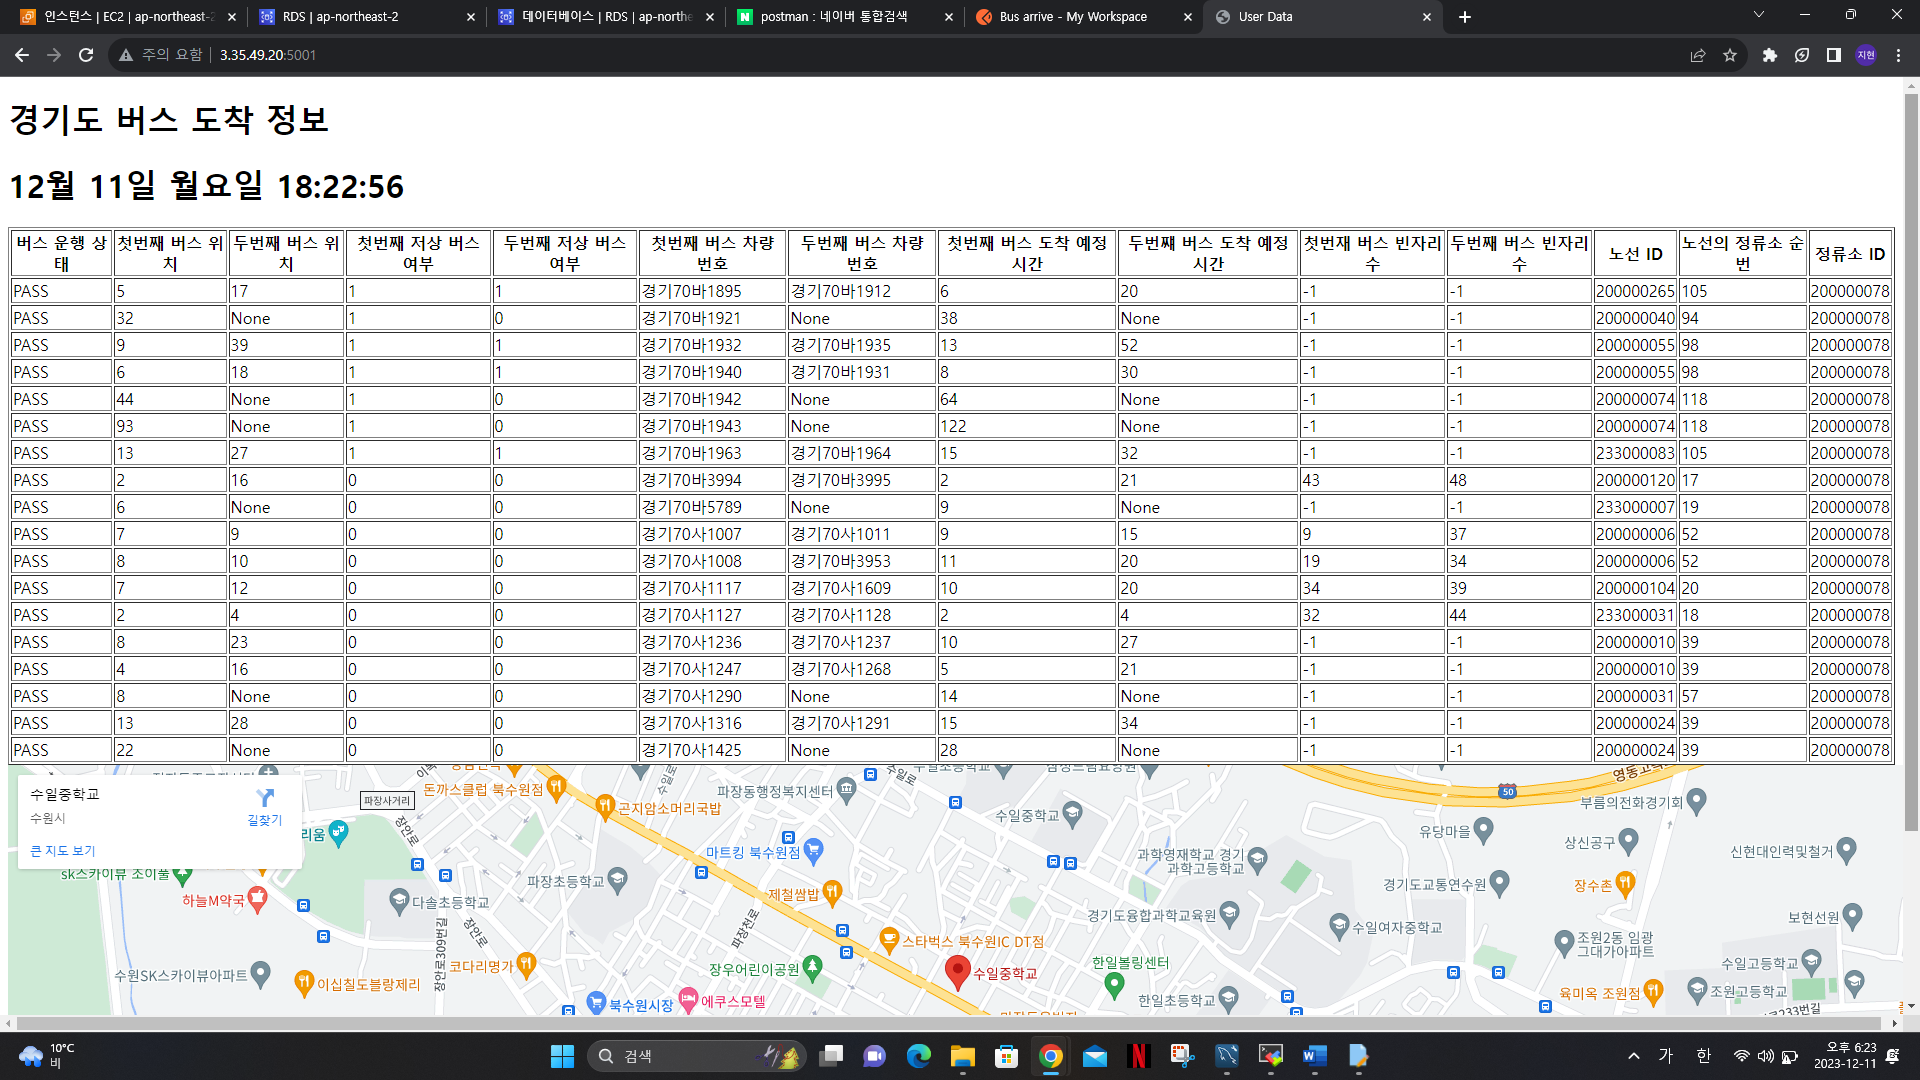 인스턴스 | EC2 | ap-northeast-2
RDS | ap-northeast-2
데이터베이스 | RDS | ap-northe
postman : 네이버 통합검색
Bus arrive - My Workspace
User Data
주의 요함
3.35.49.20:5001
지현
경기도 버스 도착 정보
12월 11일 월요일 18:22:56
버스 운행 상태 첫번째 버스 위치 두번째 버스 위치 첫번째 저상 버스 여부 두번째 저상 버스 여부 첫번째 버스 차량 번호 두번째 버스 차량 번호 첫번째 버스 도착 예정 시간 두번째 버스 도착 예정 시간 첫번재 버스 빈자리 수 두번째 버스 빈자리 수 노선 ID 노선의 정류소 순번 정류소 ID
PASS 5 17 1 1 경기70바1895 경기70바1912 6 20 -1 -1 200000265 105 200000078
PASS 32 None 1 0 경기70바1921 None 38 None -1 -1 200000040 94 200000078
PASS 9 39 1 1 경기70바1932 경기70바1935 13 52 -1 -1 200000055 98 200000078
PASS 6 18 1 1 경기70바1940 경기70바1931 8 30 -1 -1 200000055 98 200000078
PASS 44 None 1 0 경기70바1942 None 64 None -1 -1 200000074 118 200000078
PASS 93 None 1 0 경기70바1943 None 122 None -1 -1 200000074 118 200000078
PASS 13 27 1 1 경기70바1963 경기70바1964 15 32 -1 -1 233000083 105 200000078
PASS 2 16 0 0 경기70바3994 경기70바3995 2 21 43 48 200000120 17 200000078
PASS 6 None 0 0 경기70바5789 None 9 None -1 -1 233000007 19 200000078
PASS 7 9 0 0 경기70사1007 경기70사1011 9 15 9 37 200000006 52 200000078
PASS 8 10 0 0 경기70사1008 경기70바3953 11 20 19 34 200000006 52 200000078
PASS 7 12 0 0 경기70사1117 경기70사1609 10 20 34 39 200000104 20 200000078
PASS 2 4 0 0 경기70사1127 경기70사1128 2 4 32 44 233000031 18 200000078
PASS 8 23 0 0 경기70사1236 경기70사1237 10 27 -1 -1 200000010 39 200000078
PASS 4 16 0 0 경기70사1247 경기70사1268 5 21 -1 -1 200000010 39 200000078
PASS 8 None 0 0 경기70사1290 None 14 None -1 -1 200000031 57 200000078
PASS 13 28 0 0 경기70사1316 경기70사1291 15 34 -1 -1 200000024 39 200000078
PASS 22 None 0 0 경기70사1425 None 28 None -1 -1 200000024 39 200000078
수일중학교
수원시
길찾기
큰 지도 보기
돈까스클럽 북수원점
파장사거리
곤지암소머리국밥
파장동행정복지센터
수일로
수일초등학교
수일중학교
50
영동고속
부름의전화경기회
유당마을
상신공구
신현대인력및철거
리움
장안로
마트킹 북수원점
과학영재학교 경기
과학고등학교
sk스카이뷰 조이풀
파장초등학교
제철쌈밥
경기도교통연수원
장수촌
하늘M약국
다솔초등학교
장안로309번길
장안로
파장천로
경기도융합과학교육원
수일여자중학교
보현선원
스타벅스 북수원IC DT점
조원2동 임광
그대가아파트
수원SK스카이뷰아파트
코다리명가
이십칠도블랑제리
장우어린이공원
수일중학교
한일볼링센터
수일고등학교
북수원시장
에쿠스모텔
한일초등학교
육미옥 조원점
조원고등학교
233번길
10°C
비
검색
가
한
오후 6:23
2023-12-11